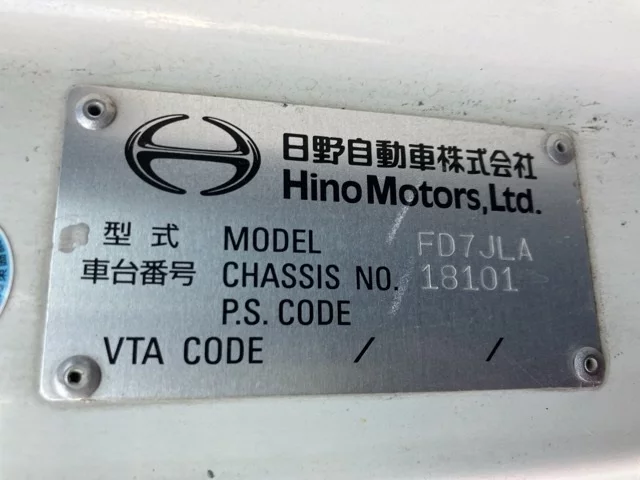 日野自動車株式会社
Hino Motors, Ltd.
型式 MODEL FD7JLA
車台番号 CHASSIS NO. 18101
P.S. CODE
VTA CODE / /